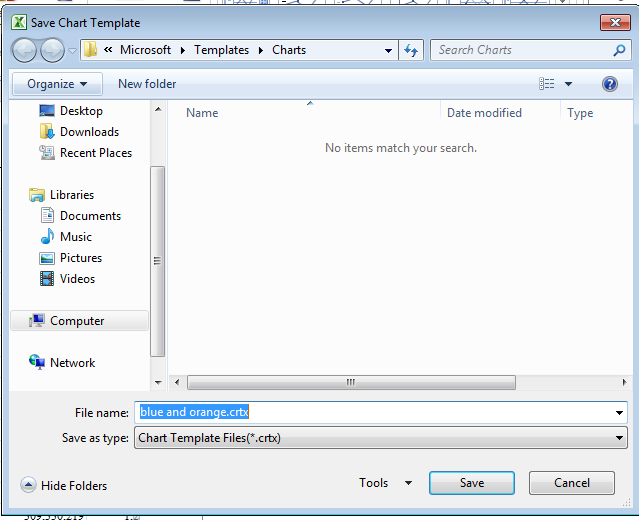 Save Chart Template
« Microsoft Templates Charts Search Charts
Organize New folder
Name Date modified Type
No items match your search.
Desktop
Downloads
Recent Places
Libraries
Documents
Music
Pictures
Videos
Computer
Network
File name: blue and orange.crtx
Save as type: Chart Template Files(*.crtx)
Hide Folders Tools Save Cancel